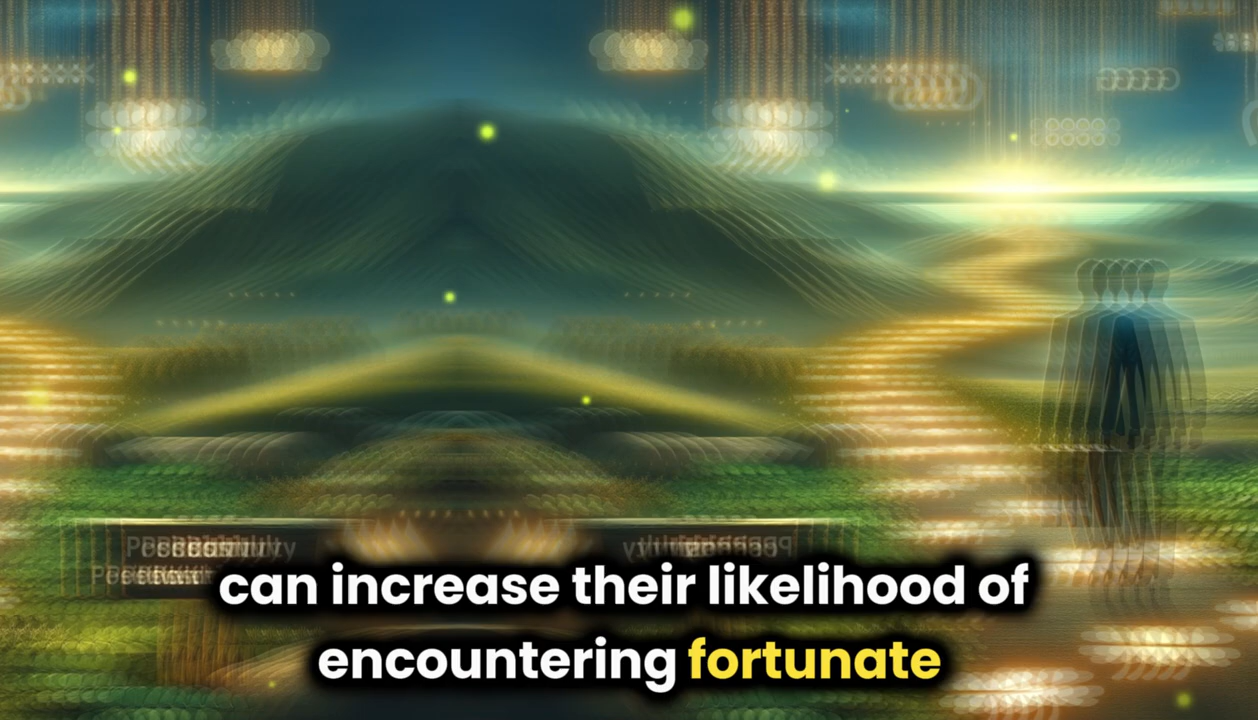 can increase their likelihood of
encountering fortunate